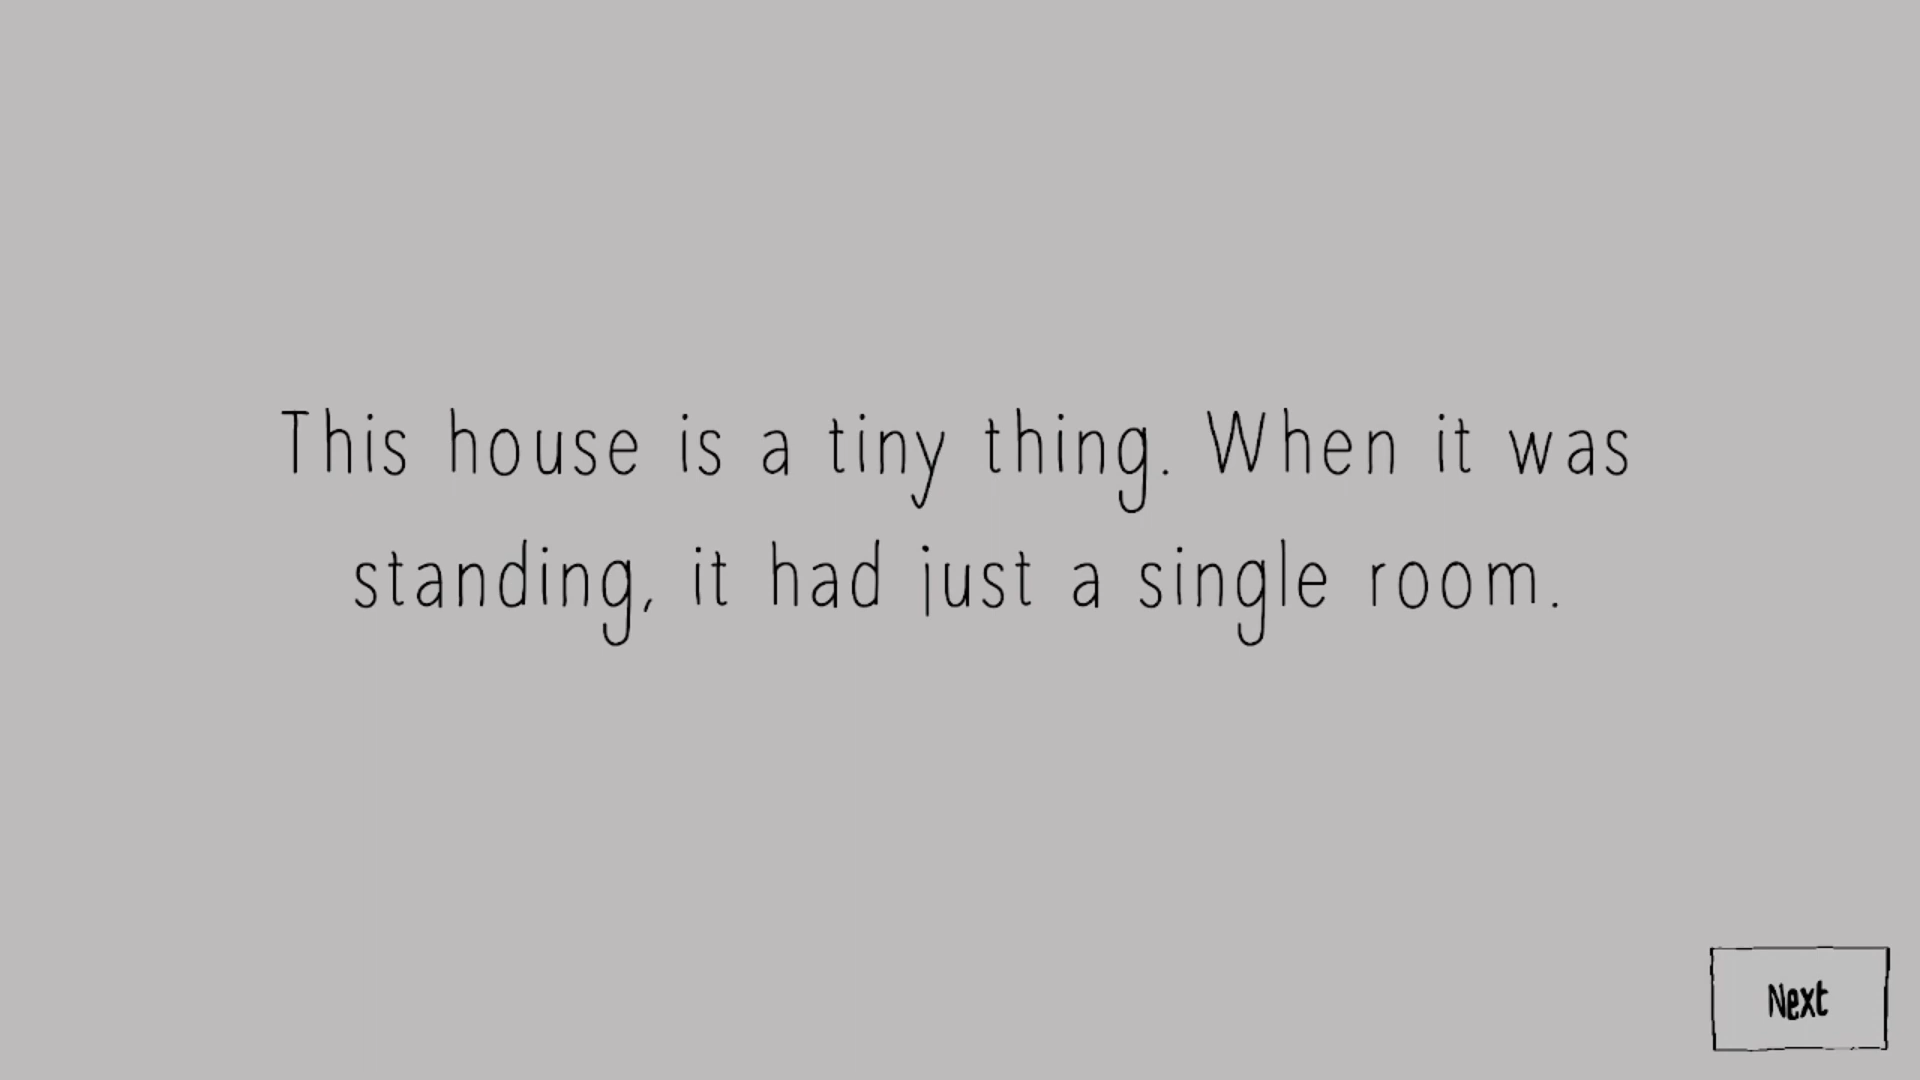 This house is a tiny thing. When it was
standing, it had just a single room.
Next